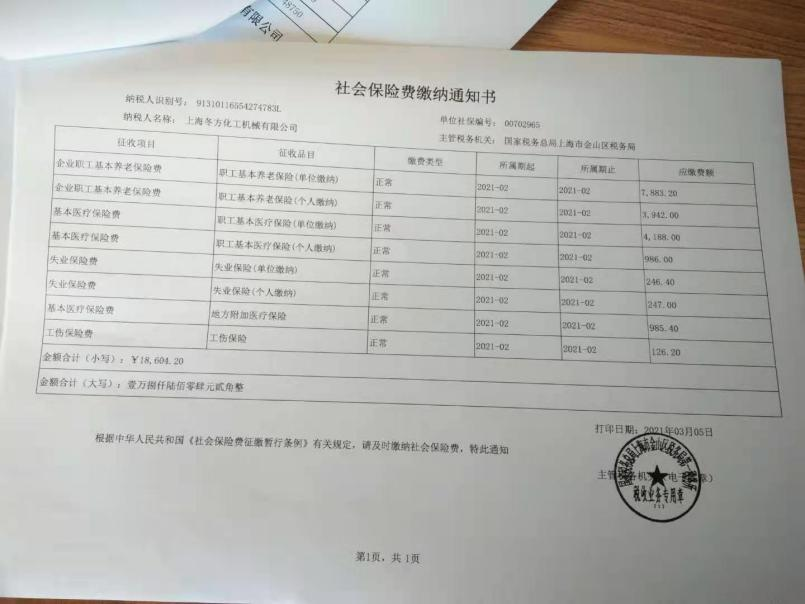 48750
有限公司
社会保险费缴纳通知书
纳税人识别号： 91310116554274783L
单位社保编号： 00702965
纳税人名称： 上海冬方化工机械有限公司
主管税务机关： 国家税务总局上海市金山区税务局
征收项目 征收品目 缴费类型 所属期起 所属期止 应缴费额
企业职工基本养老保险费 职工基本养老保险(单位缴纳) 正常 2021-02 2021-02 7,883.20
企业职工基本养老保险费 职工基本养老保险(个人缴纳) 正常 2021-02 2021-02 3,942.00
基本医疗保险费 职工基本医疗保险(单位缴纳) 正常 2021-02 2021-02 4,188.00
基本医疗保险费 职工基本医疗保险(个人缴纳) 正常 2021-02 2021-02 986.00
失业保险费 失业保险(单位缴纳) 正常 2021-02 2021-02 246.40
失业保险费 失业保险(个人缴纳) 正常 2021-02 2021-02 247.00
基本医疗保险费 地方附加医疗保险 正常 2021-02 2021-02 985.40
工伤保险费 工伤保险 正常 2021-02 2021-02 126.20
金额合计（小写）：￥18,604.20
金额合计（大写）：壹万捌仟陆佰零肆元贰角整
打印日期：2021年03月05日
根据中华人民共和国《社会保险费征缴暂行条例》有关规定，请及时缴纳社会保险费，特此通知
主管税务机关（电子章）
税收业务专用章
第1页，共 1页